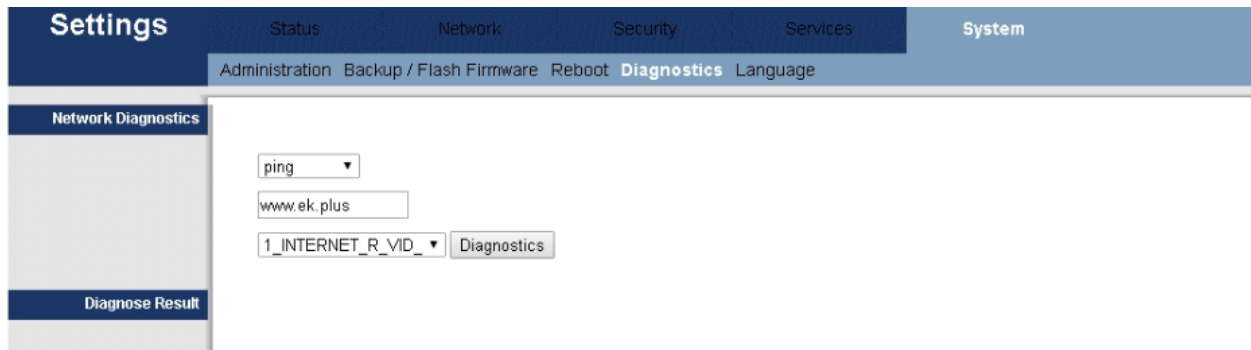 Settings
Status Network Security Services System
Administration Backup / Flash Firmware Reboot Diagnostics Language
Network Diagnostics
ping
www.ek.plus
1_INTERNET_R_VID_ Diagnostics
Diagnose Result